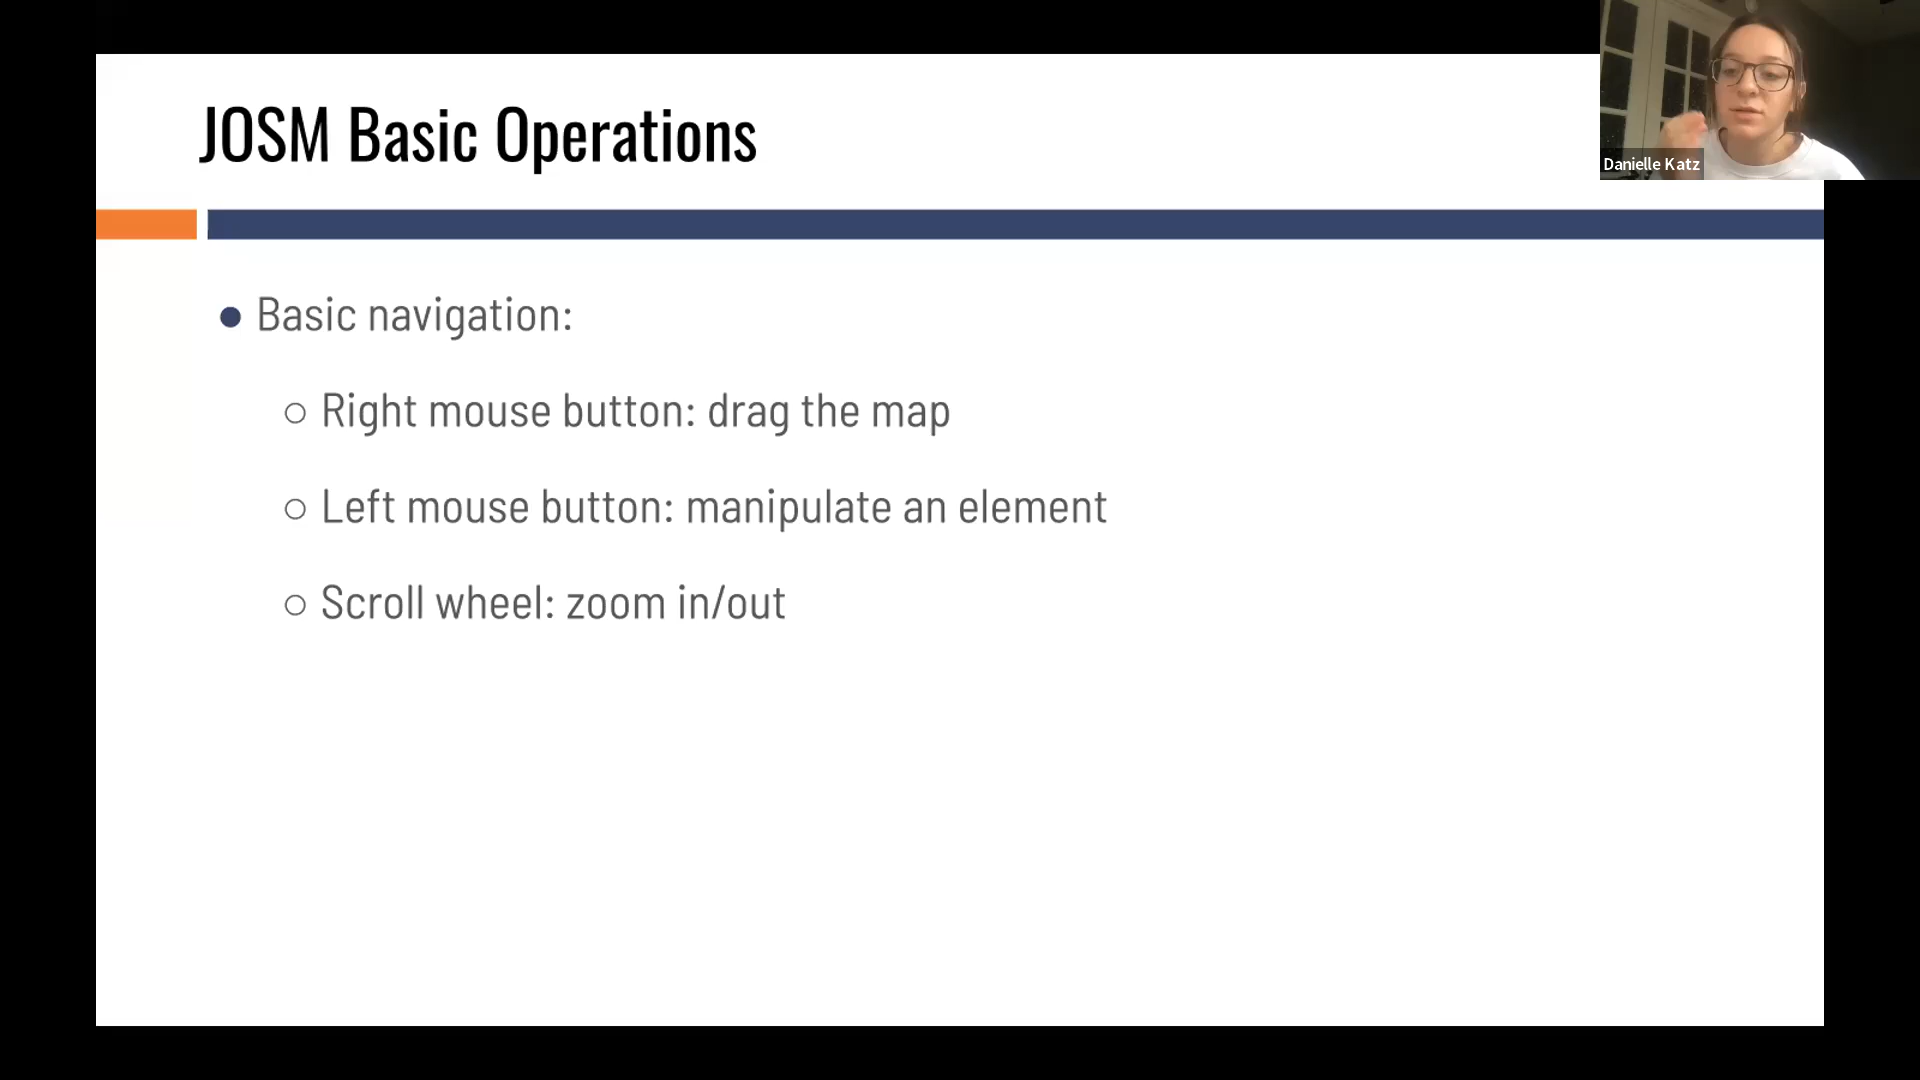 JOSM Basic Operations
Danielle Katz
● Basic navigation:
○ Right mouse button: drag the map
○ Left mouse button: manipulate an element
○ Scroll wheel: zoom in/out